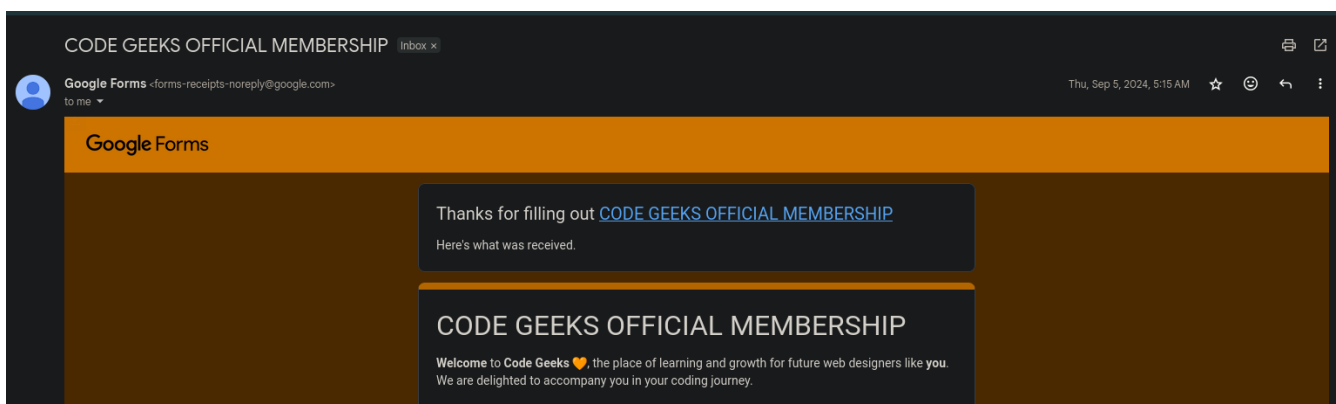 CODE GEEKS OFFICIAL MEMBERSHIP Inbox ×
Google Forms <forms-receipts-noreply@google.com> Thu, Sep 5, 2024, 5:15 AM
to me
Google Forms
Thanks for filling out CODE GEEKS OFFICIAL MEMBERSHIP
Here's what was received.
CODE GEEKS OFFICIAL MEMBERSHIP
Welcome to Code Geeks 🧡, the place of learning and growth for future web designers like you.
We are delighted to accompany you in your coding journey.